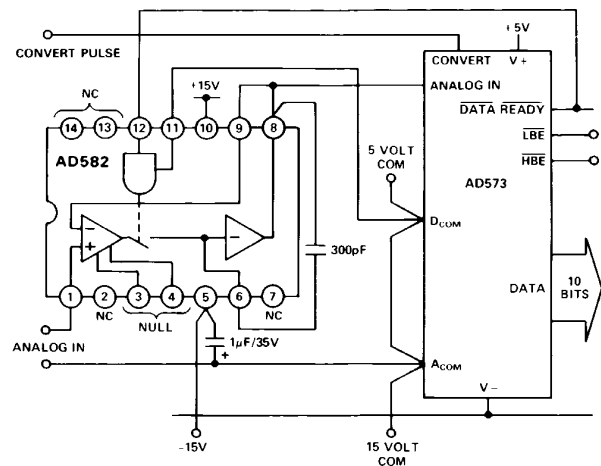 CONVERT PULSE
+5V
CONVERT
V+
ANALOG IN
NC
+15V
DATA READY
14
13
12
11
10
9
8
LBE
HBE
AD582
5 VOLT
COM
AD573
DCOM
300pF
DATA
10
BITS
1
2
3
4
5
6
7
NC
NULL
NC
1μF/35V
+
ANALOG IN
ACOM
V−
-15V
15 VOLT
COM